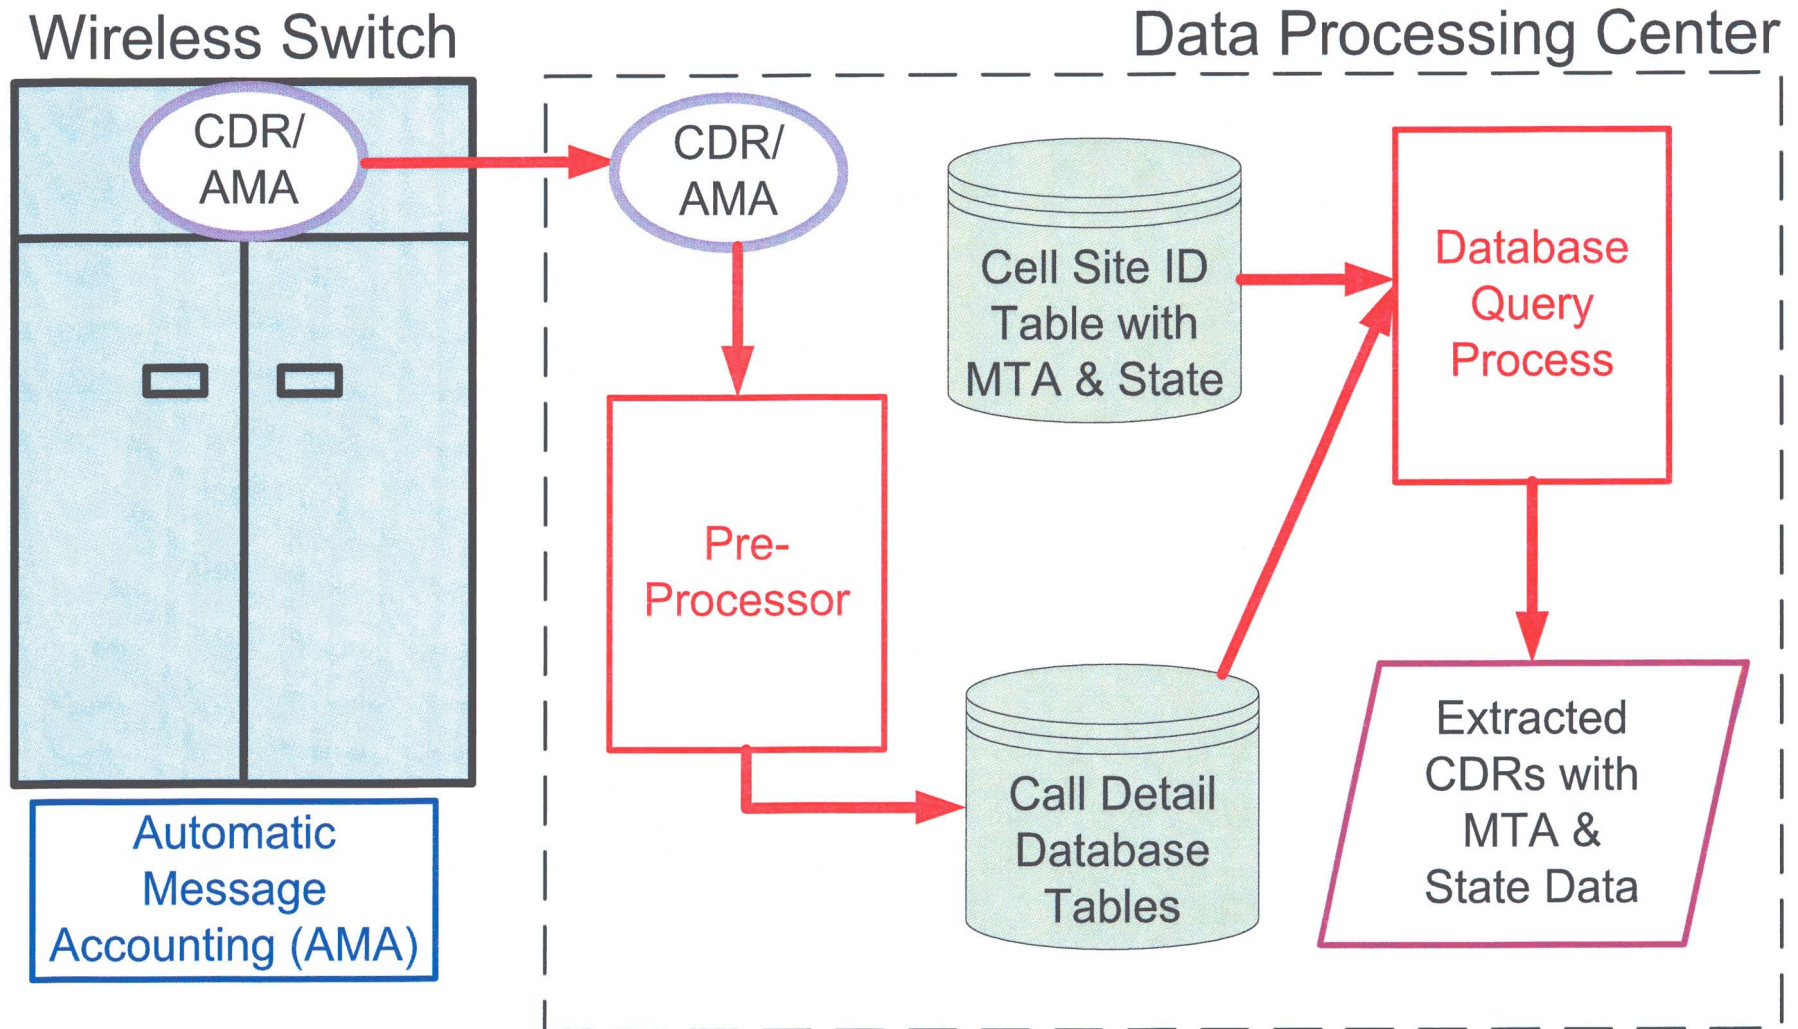 Wireless Switch
Data Processing Center
CDR/
AMA
CDR/
AMA
Cell Site ID
Table with
MTA & State
Database
Query
Process
Pre-
Processor
Call Detail
Database
Tables
Extracted
CDRs with
MTA &
State Data
Automatic
Message
Accounting (AMA)